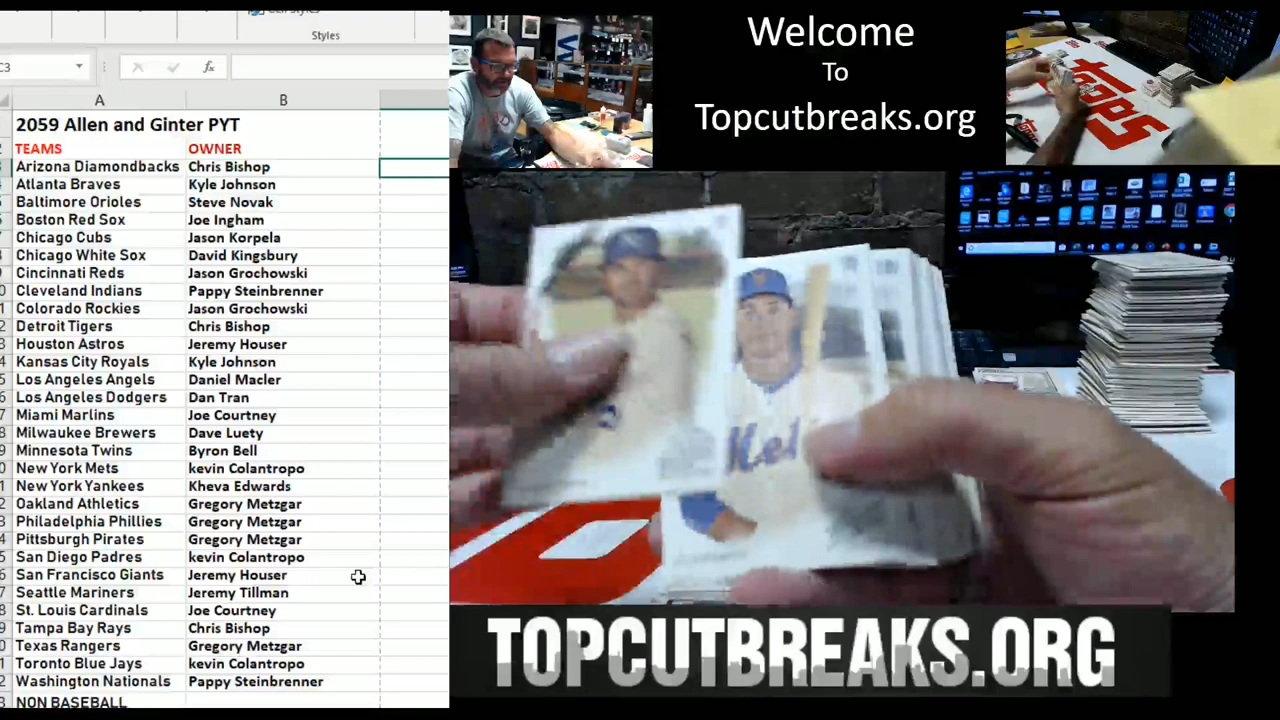 Cell Styles
Styles
C3
fx
A B
2059 Allen and Ginter PYT
TEAMS OWNER
Arizona Diamondbacks Chris Bishop
Atlanta Braves Kyle Johnson
Baltimore Orioles Steve Novak
Boston Red Sox Joe Ingham
Chicago Cubs Jason Korpela
Chicago White Sox David Kingsbury
Cincinnati Reds Jason Grochowski
Cleveland Indians Pappy Steinbrenner
Colorado Rockies Jason Grochowski
Detroit Tigers Chris Bishop
Houston Astros Jeremy Houser
Kansas City Royals Kyle Johnson
Los Angeles Angels Daniel Macler
Los Angeles Dodgers Dan Tran
Miami Marlins Joe Courtney
Milwaukee Brewers Dave Luety
Minnesota Twins Byron Bell
New York Mets kevin Colantropo
New York Yankees Kheva Edwards
Oakland Athletics Gregory Metzgar
Philadelphia Phillies Gregory Metzgar
Pittsburgh Pirates Gregory Metzgar
San Diego Padres kevin Colantropo
San Francisco Giants Jeremy Houser
Seattle Mariners Jeremy Tillman
St. Louis Cardinals Joe Courtney
Tampa Bay Rays Chris Bishop
Texas Rangers Gregory Metzgar
Toronto Blue Jays kevin Colantropo
Washington Nationals Pappy Steinbrenner
NON BASEBALL
Welcome
To
Topcutbreaks.org
topps
TOPCUTBREAKS.ORG